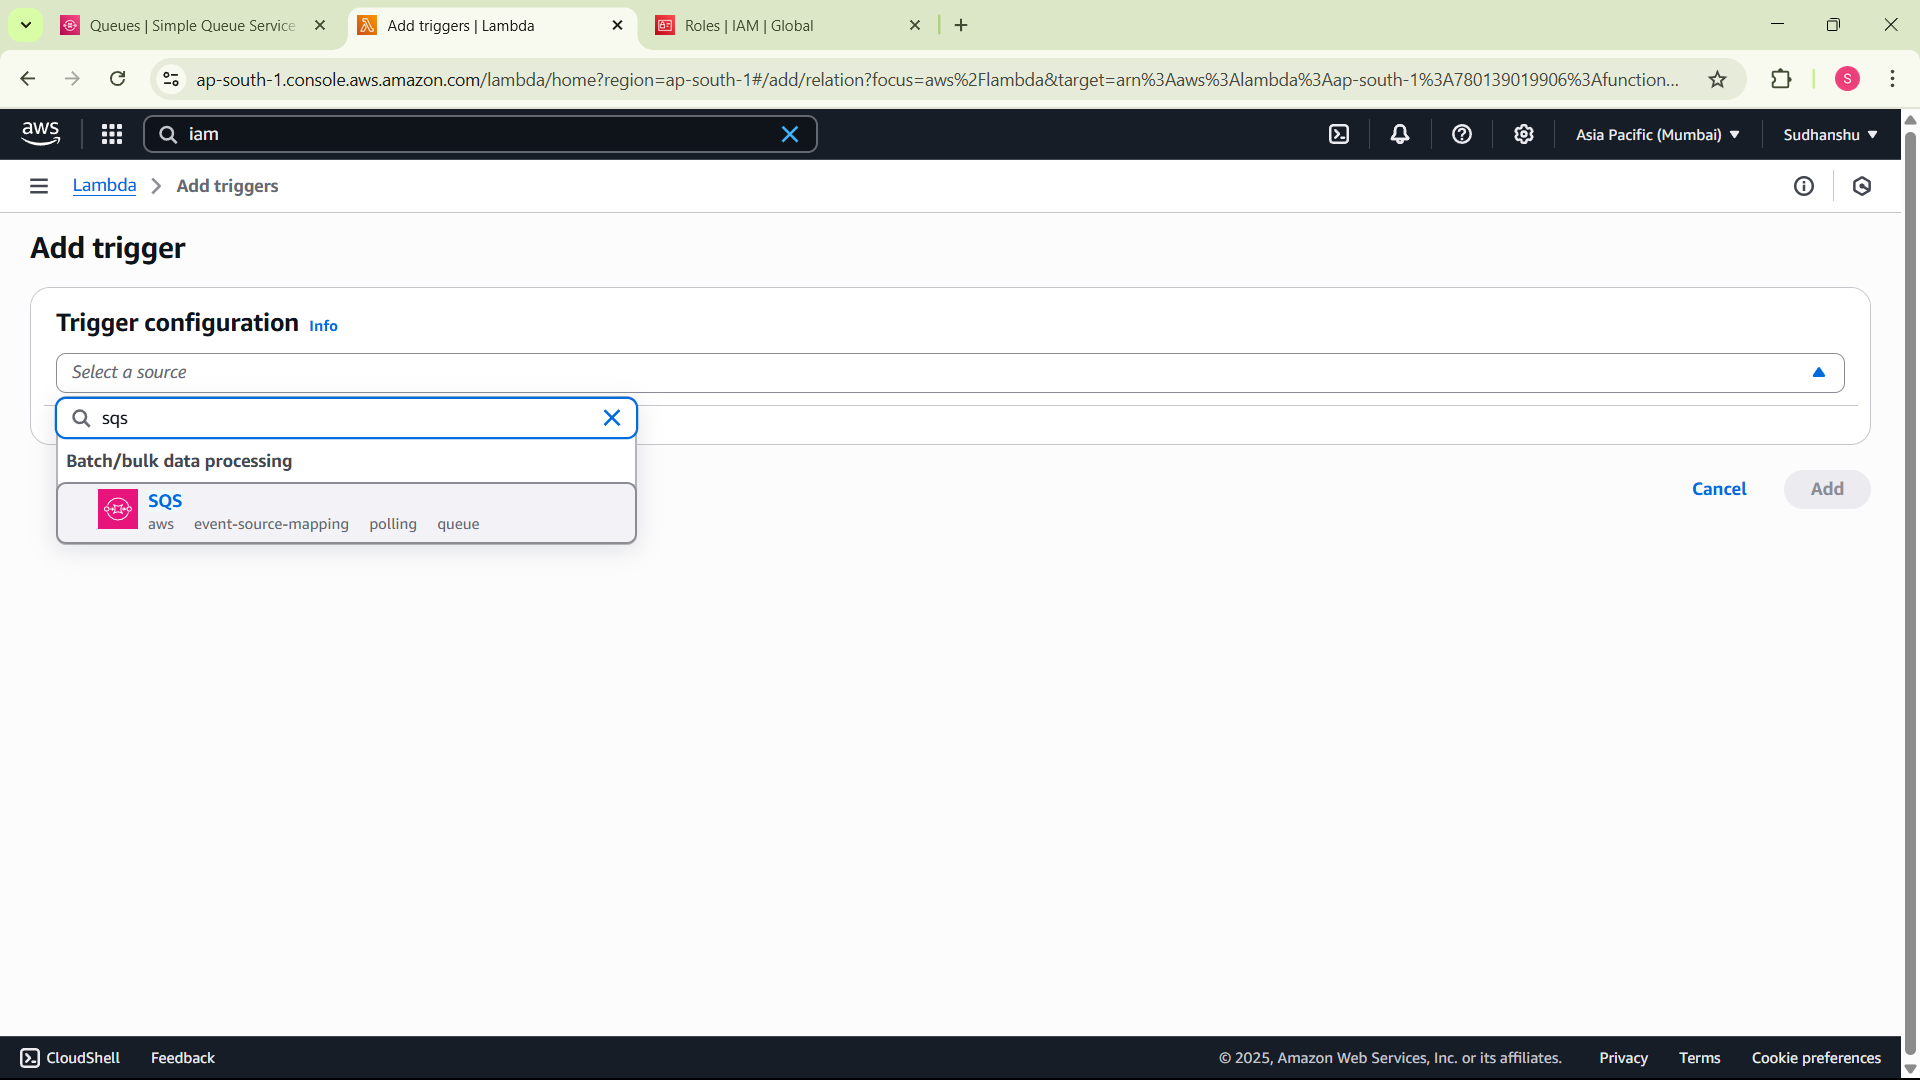 Queues | Simple Queue Service
Add triggers | Lambda
Roles | IAM | Global
ap-south-1.console.aws.amazon.com/lambda/home?region=ap-south-1#/add/relation?focus=aws%2Flambda&target=arn%3Aaws%3Alambda%3Aap-south-1%3A780139019906%3Afunction...
S
aws
iam
Asia Pacific (Mumbai)
Sudhanshu
Lambda
Add triggers
Add trigger
Trigger configuration Info
Select a source
sqs
Batch/bulk data processing
SQS
aws event-source-mapping polling queue
Cancel
Add
CloudShell
Feedback
© 2025, Amazon Web Services, Inc. or its affiliates.
Privacy
Terms
Cookie preferences